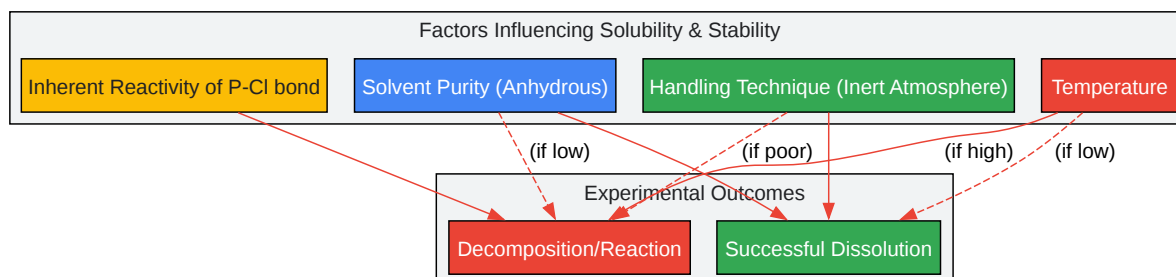 Factors Influencing Solubility & Stability
Inherent Reactivity of P-Cl bond
Solvent Purity (Anhydrous)
Handling Technique (Inert Atmosphere)
Temperature
(if low)
(if poor)
(if high)
(if low)
Experimental Outcomes
Decomposition/Reaction
Successful Dissolution